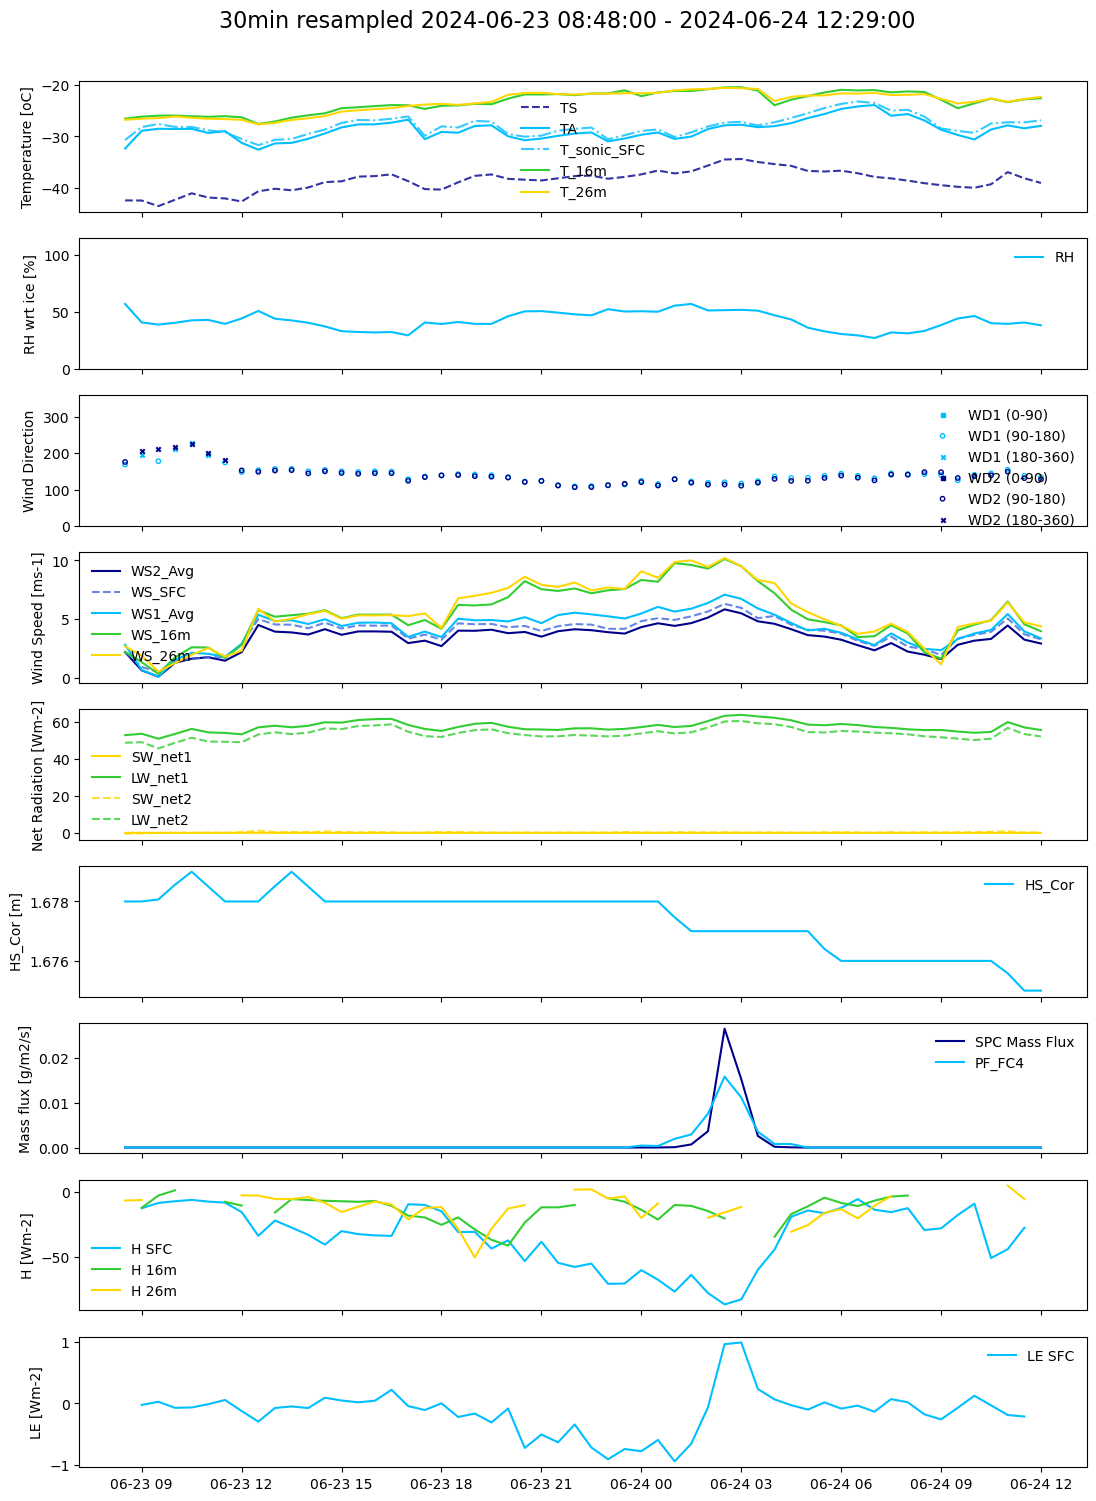 30min resampled 2024-06-23 08:48:00 - 2024-06-24 12:29:00
Temperature [oC]
−20
−30
−40
TS
TA
T_sonic_SFC
T_16m
T_26m
RH wrt ice [%]
100
50
0
RH
Wind Direction
300
200
100
0
WD1 (0-90)
WD1 (90-180)
WD1 (180-360)
WD2 (0-90)
WD2 (90-180)
WD2 (180-360)
Wind Speed [ms-1]
10
5
0
WS2_Avg
WS_SFC
WS1_Avg
WS_16m
WS_26m
Net Radiation [Wm-2]
60
40
20
0
SW_net1
LW_net1
SW_net2
LW_net2
HS_Cor [m]
1.678
1.676
HS_Cor
Mass flux [g/m2/s]
0.02
0.01
0.00
SPC Mass Flux
PF_FC4
H [Wm-2]
0
−50
H SFC
H 16m
H 26m
LE [Wm-2]
1
0
−1
LE SFC
06-23 09 06-23 12 06-23 15 06-23 18 06-23 21 06-24 00 06-24 03 06-24 06 06-24 09 06-24 12